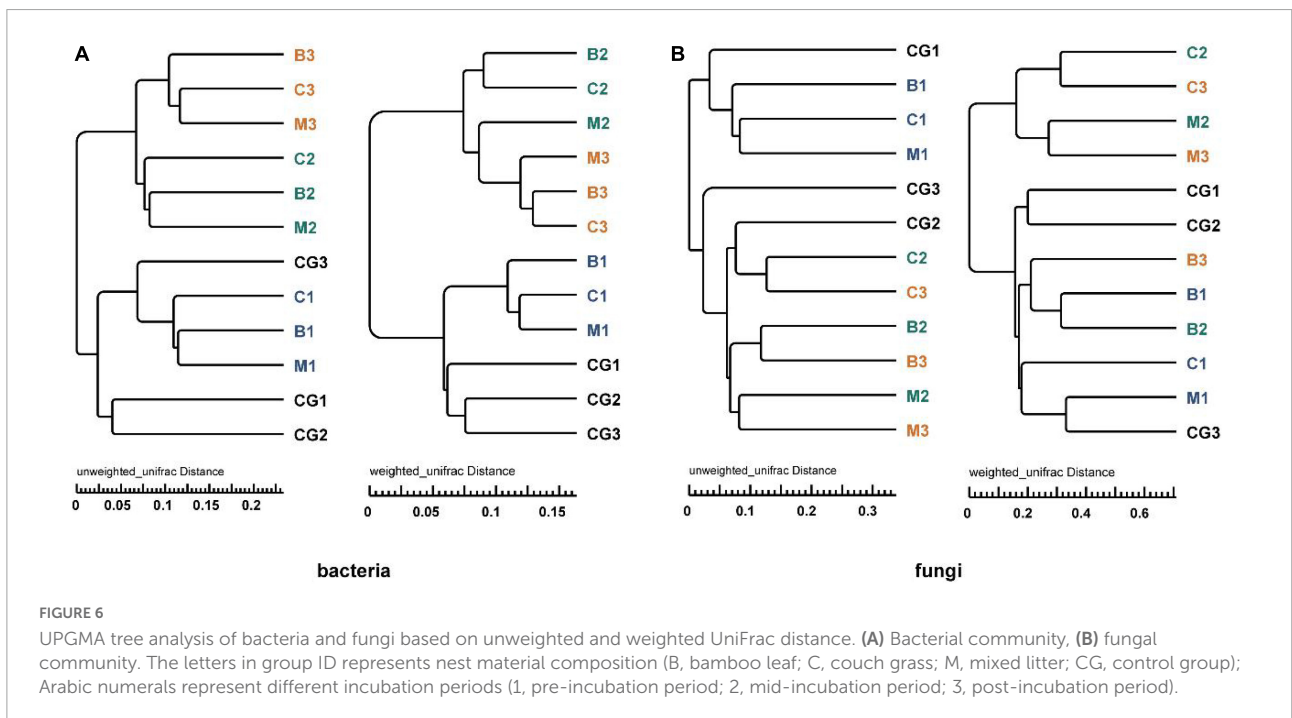 A
B3
C3
M3
C2
B2
M2
CG3
C1
B1
M1
CG1
CG2
unweighted_unifrac Distance
0 0.05 0.1 0.15 0.2
B2
C2
M2
M3
B3
C3
B1
C1
M1
CG1
CG2
CG3
weighted_unifrac Distance
0 0.05 0.1 0.15
bacteria
B
CG1
B1
C1
M1
CG3
CG2
C2
C3
B2
B3
M2
M3
unweighted_unifrac Distance
0 0.1 0.2 0.3
C2
C3
M2
M3
CG1
CG2
B3
B1
B2
C1
M1
CG3
weighted_unifrac Distance
0 0.2 0.4 0.6
fungi
FIGURE 6
UPGMA tree analysis of bacteria and fungi based on unweighted and weighted UniFrac distance. (A) Bacterial community, (B) fungal
community. The letters in group ID represents nest material composition (B, bamboo leaf; C, couch grass; M, mixed litter; CG, control group);
Arabic numerals represent different incubation periods (1, pre-incubation period; 2, mid-incubation period; 3, post-incubation period).